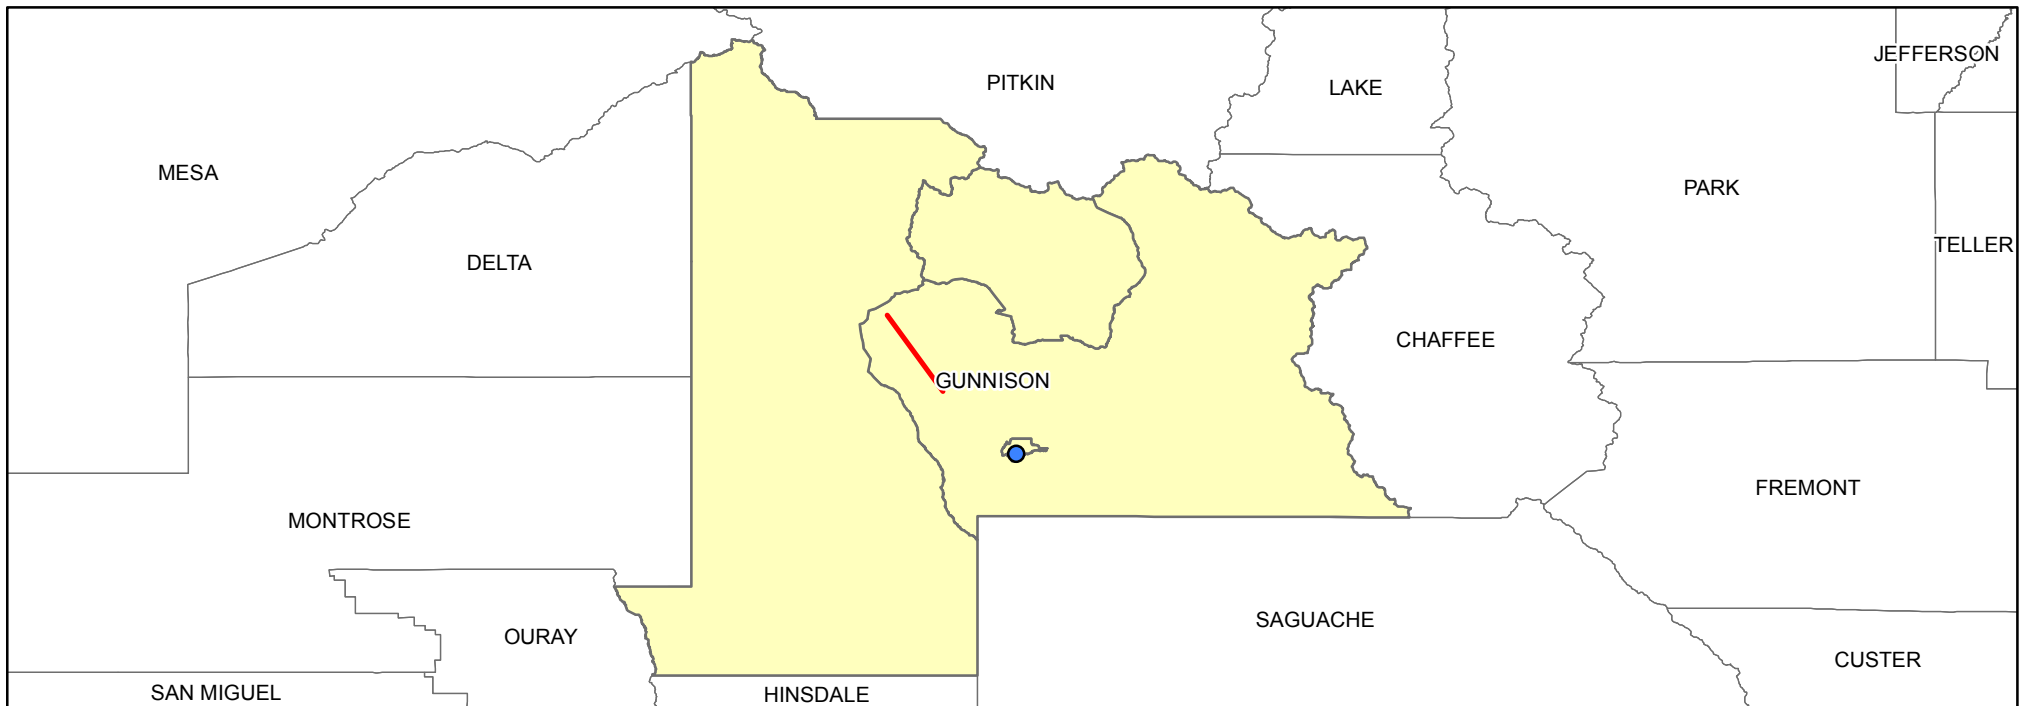 JEFFERSON
PITKIN
LAKE
MESA
PARK
TELLER
DELTA
CHAFFEE
GUNNISON
FREMONT
MONTROSE
SAGUACHE
OURAY
CUSTER
SAN MIGUEL
HINSDALE